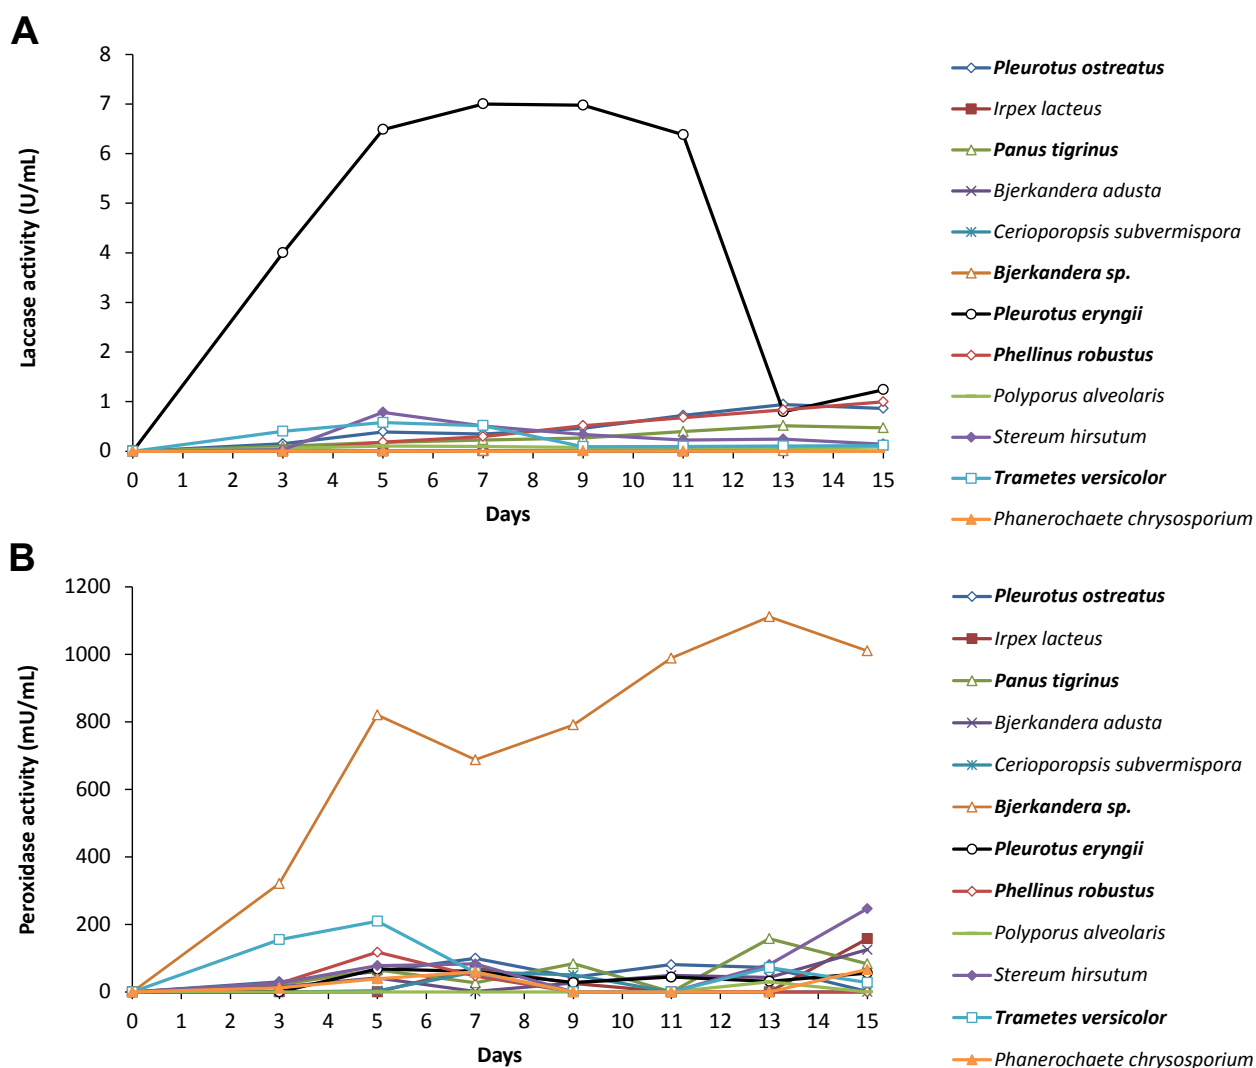 A
8
7
6
5
4
3
2
1
0
Laccase activity (U/mL)
0 1 2 3 4 5 6 7 8 9 10 11 12 13 14 15
Days
Pleurotus ostreatus
Irpex lacteus
Panus tigrinus
Bjerkandera adusta
Cerioporopsis subvermispora
Bjerkandera sp.
Pleurotus eryngii
Phellinus robustus
Polyporus alveolaris
Stereum hirsutum
Trametes versicolor
Phanerochaete chrysosporium
B
1200
1000
800
600
400
200
0
Peroxidase activity (mU/mL)
0 1 2 3 4 5 6 7 8 9 10 11 12 13 14 15
Days
Pleurotus ostreatus
Irpex lacteus
Panus tigrinus
Bjerkandera adusta
Cerioporopsis subvermispora
Bjerkandera sp.
Pleurotus eryngii
Phellinus robustus
Polyporus alveolaris
Stereum hirsutum
Trametes versicolor
Phanerochaete chrysosporium